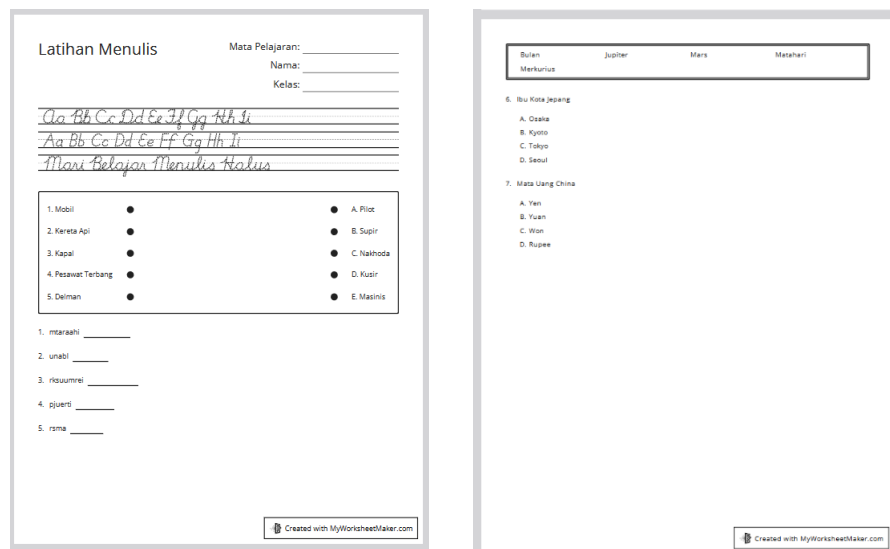 Latihan Menulis
Mata Pelajaran:
Nama:
Kelas:
Aa Bb Cc Dd Ee Ff Gg Hh Ii
Aa Bb Cc Dd Ee Ff Gg Hh Ii
Mari Belajar Menulis Halus
1. Mobil A. Pilot
2. Kereta Api B. Supir
3. Kapal C. Nakhoda
4. Pesawat Terbang D. Kusir
5. Delman E. Masinis
1. mtaraahi
2. unabl
3. rksuumrei
4. pjuerti
5. rsma
Created with MyWorksheetMaker.com
Bulan Jupiter Mars Matahari
Merkurius
6. Ibu Kota Jepang
A. Osaka
B. Kyoto
C. Tokyo
D. Seoul
7. Mata Uang China
A. Yen
B. Yuan
C. Won
D. Rupee
Created with MyWorksheetMaker.com